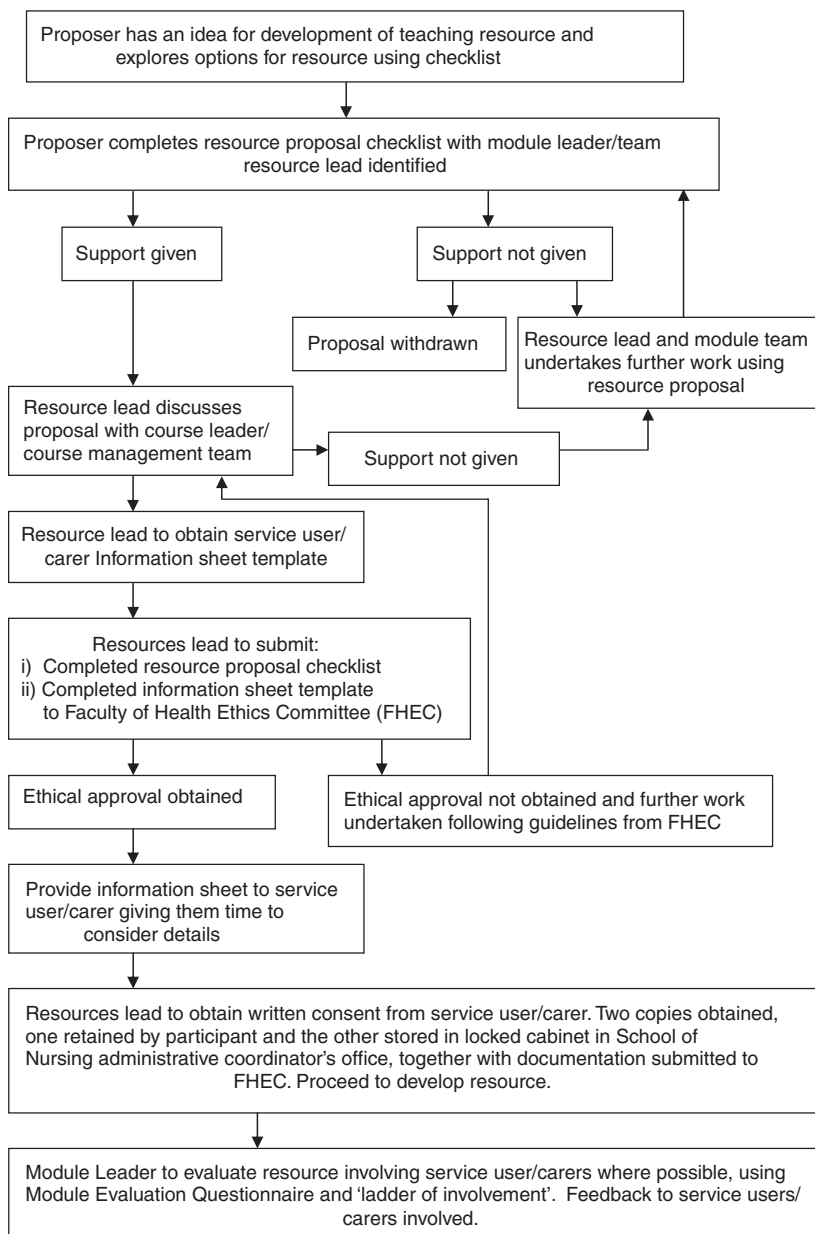 Proposer has an idea for development of teaching resource and
explores options for resource using checklist
Proposer completes resource proposal checklist with module leader/team
resource lead identified
Support given
Support not given
Proposal withdrawn
Resource lead and module team
undertakes further work using
resource proposal
Resource lead discusses
proposal with course leader/
course management team
Support not given
Resource lead to obtain service user/
carer Information sheet template
Resources lead to submit:
i) Completed resource proposal checklist
ii) Completed information sheet template
to Faculty of Health Ethics Committee (FHEC)
Ethical approval obtained
Ethical approval not obtained and further work
undertaken following guidelines from FHEC
Provide information sheet to service
user/carer giving them time to
consider details
Resources lead to obtain written consent from service user/carer. Two copies obtained,
one retained by participant and the other stored in locked cabinet in School of
Nursing administrative coordinator's office, together with documentation submitted to
FHEC. Proceed to develop resource.
Module Leader to evaluate resource involving service user/carers where possible, using
Module Evaluation Questionnaire and 'ladder of involvement'. Feedback to service users/
carers involved.